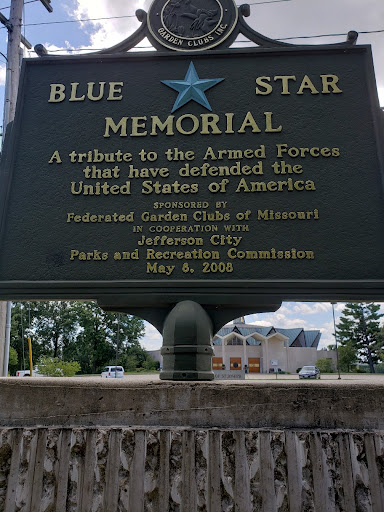 GARDEN CLUBS INC.
BLUE STAR
MEMORIAL
A tribute to the Armed Forces
that have defended the
United States of America
SPONSORED BY
Federated Garden Clubs of Missouri
IN COOPERATION WITH
Jefferson City
Parks and Recreation Commission
May 6, 2008